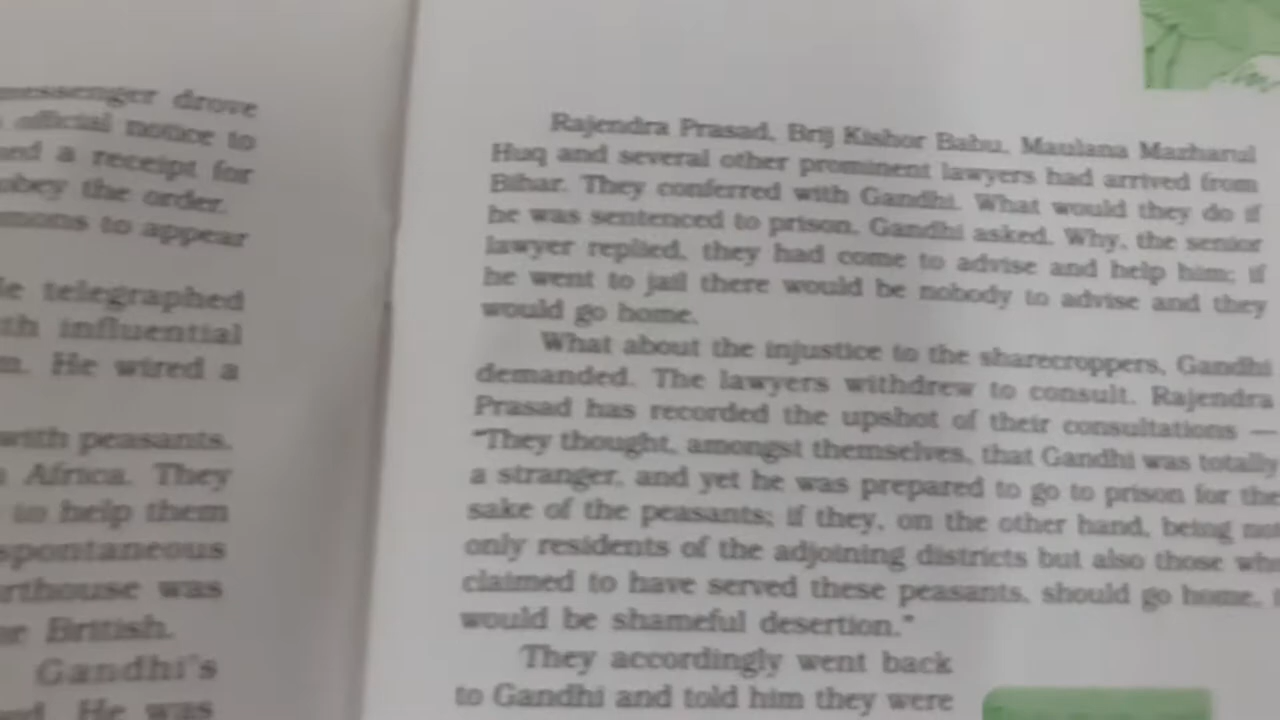 messenger drove
official notice to
a receipt for
the order.
to appear
telegraphed
influential
He wired a
with peasants.
Africa. They
to help them
spontaneous
was
British.
Gandhi's
He was
Rajendra Prasad, Brij Kishor Babu, Maulana Mazharul
Huq and several other prominent lawyers had arrived from
Bihar. They conferred with Gandhi. What would they do if
he was sentenced to prison, Gandhi asked. Why, the senior
lawyer replied, they had come to advise and help him; if
he went to jail there would be nobody to advise and they
would go home.
What about the injustice to the sharecroppers, Gandhi
demanded. The lawyers withdrew to consult. Rajendra
Prasad has recorded the upshot of their consultations —
“They thought, amongst themselves, that Gandhi was totally
a stranger, and yet he was prepared to go to prison for the
sake of the peasants; if they, on the other hand, being not
only residents of the adjoining districts but also those who
claimed to have served these peasants, should go home,
would be shameful desertion.”
They accordingly went back
to Gandhi and told him they were